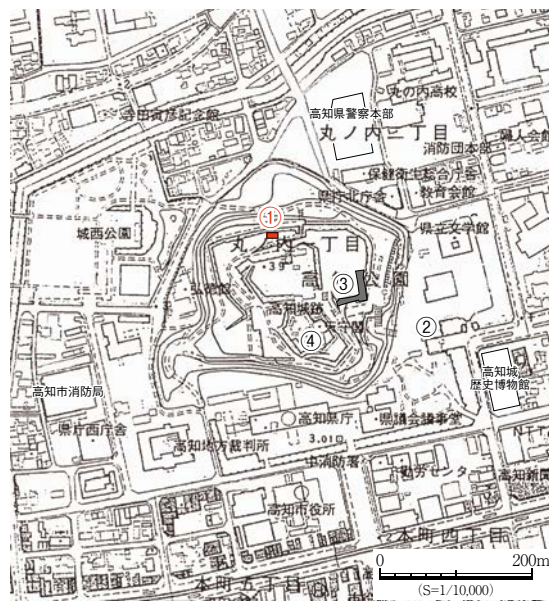 丸の内高校
寺田寅彦記念館
高知県警察本部
丸ノ内二丁目
消防団本部
婦人会館
保健衛生総合庁舎
県庁北庁舎
教育会館
①
城西公園
丸ノ内一丁目
県立文学館
・39
③
公園
弘化台
高知城跡
天守閣
②
④
高知城
歴史博物館
高知市消防局
高知県庁
県議会議事堂
県庁西庁舎
高知地方裁判所
3.0
NTT
中消防署
勤労センター
高知新聞
高知市役所
本町四丁目
本町五丁目
0
200m
(S=1/10,000)